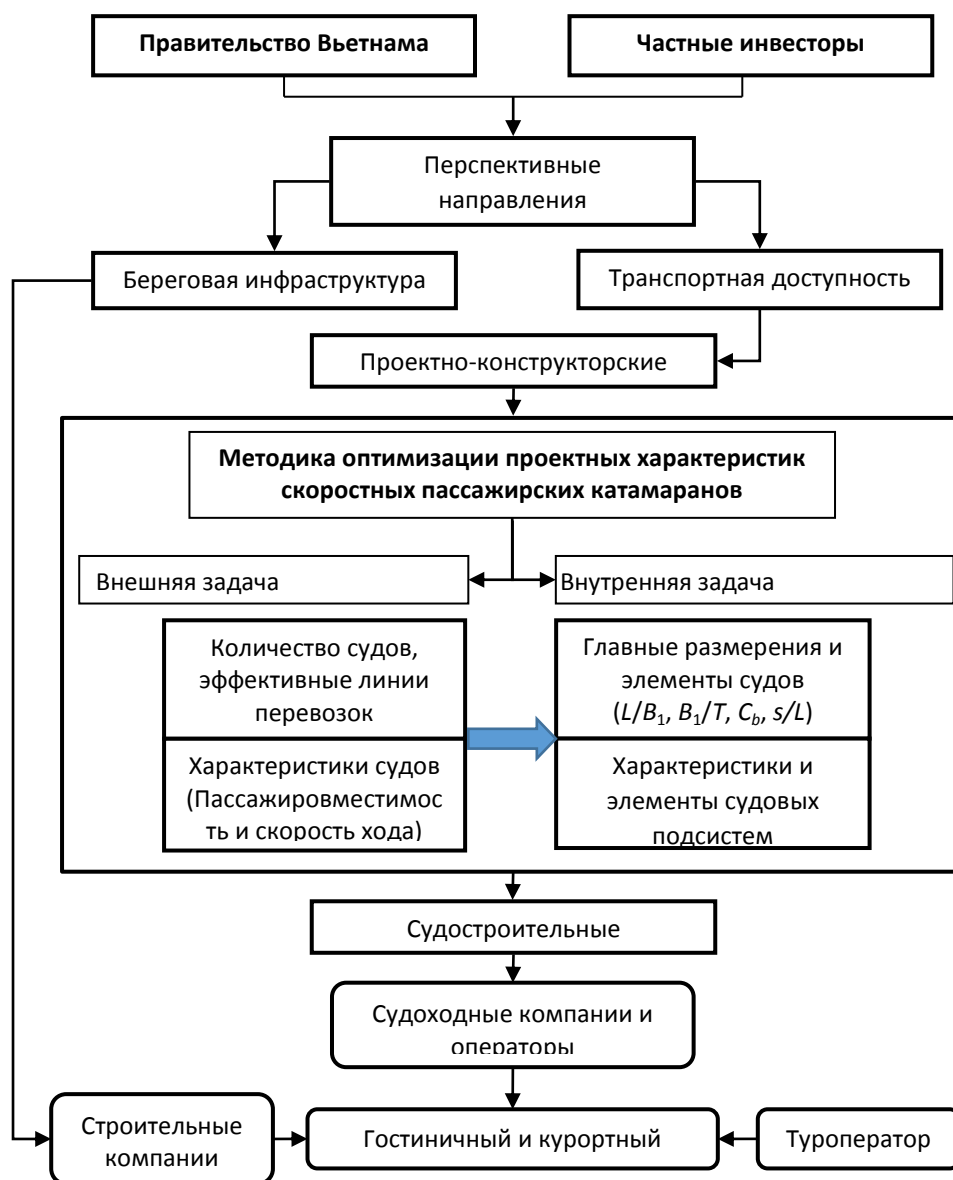 Правительство Вьетнама
Частные инвесторы
Перспективные
направления
Береговая инфраструктура
Транспортная доступность
Проектно-конструкторские
Методика оптимизации проектных характеристик
скоростных пассажирских катамаранов
Внешняя задача
Внутренняя задача
Количество судов,
эффективные линии
перевозок
Главные размерения и
элементы судов
(L/B₁, B₁/T, C_b, s/L)
Характеристики судов
(Пассажировместимос
ть и скорость хода)
Характеристики и
элементы судовых
подсистем
Судостроительные
Судоходные компании и
операторы
Строительные
компании
Гостиничный и курортный
Туроператор